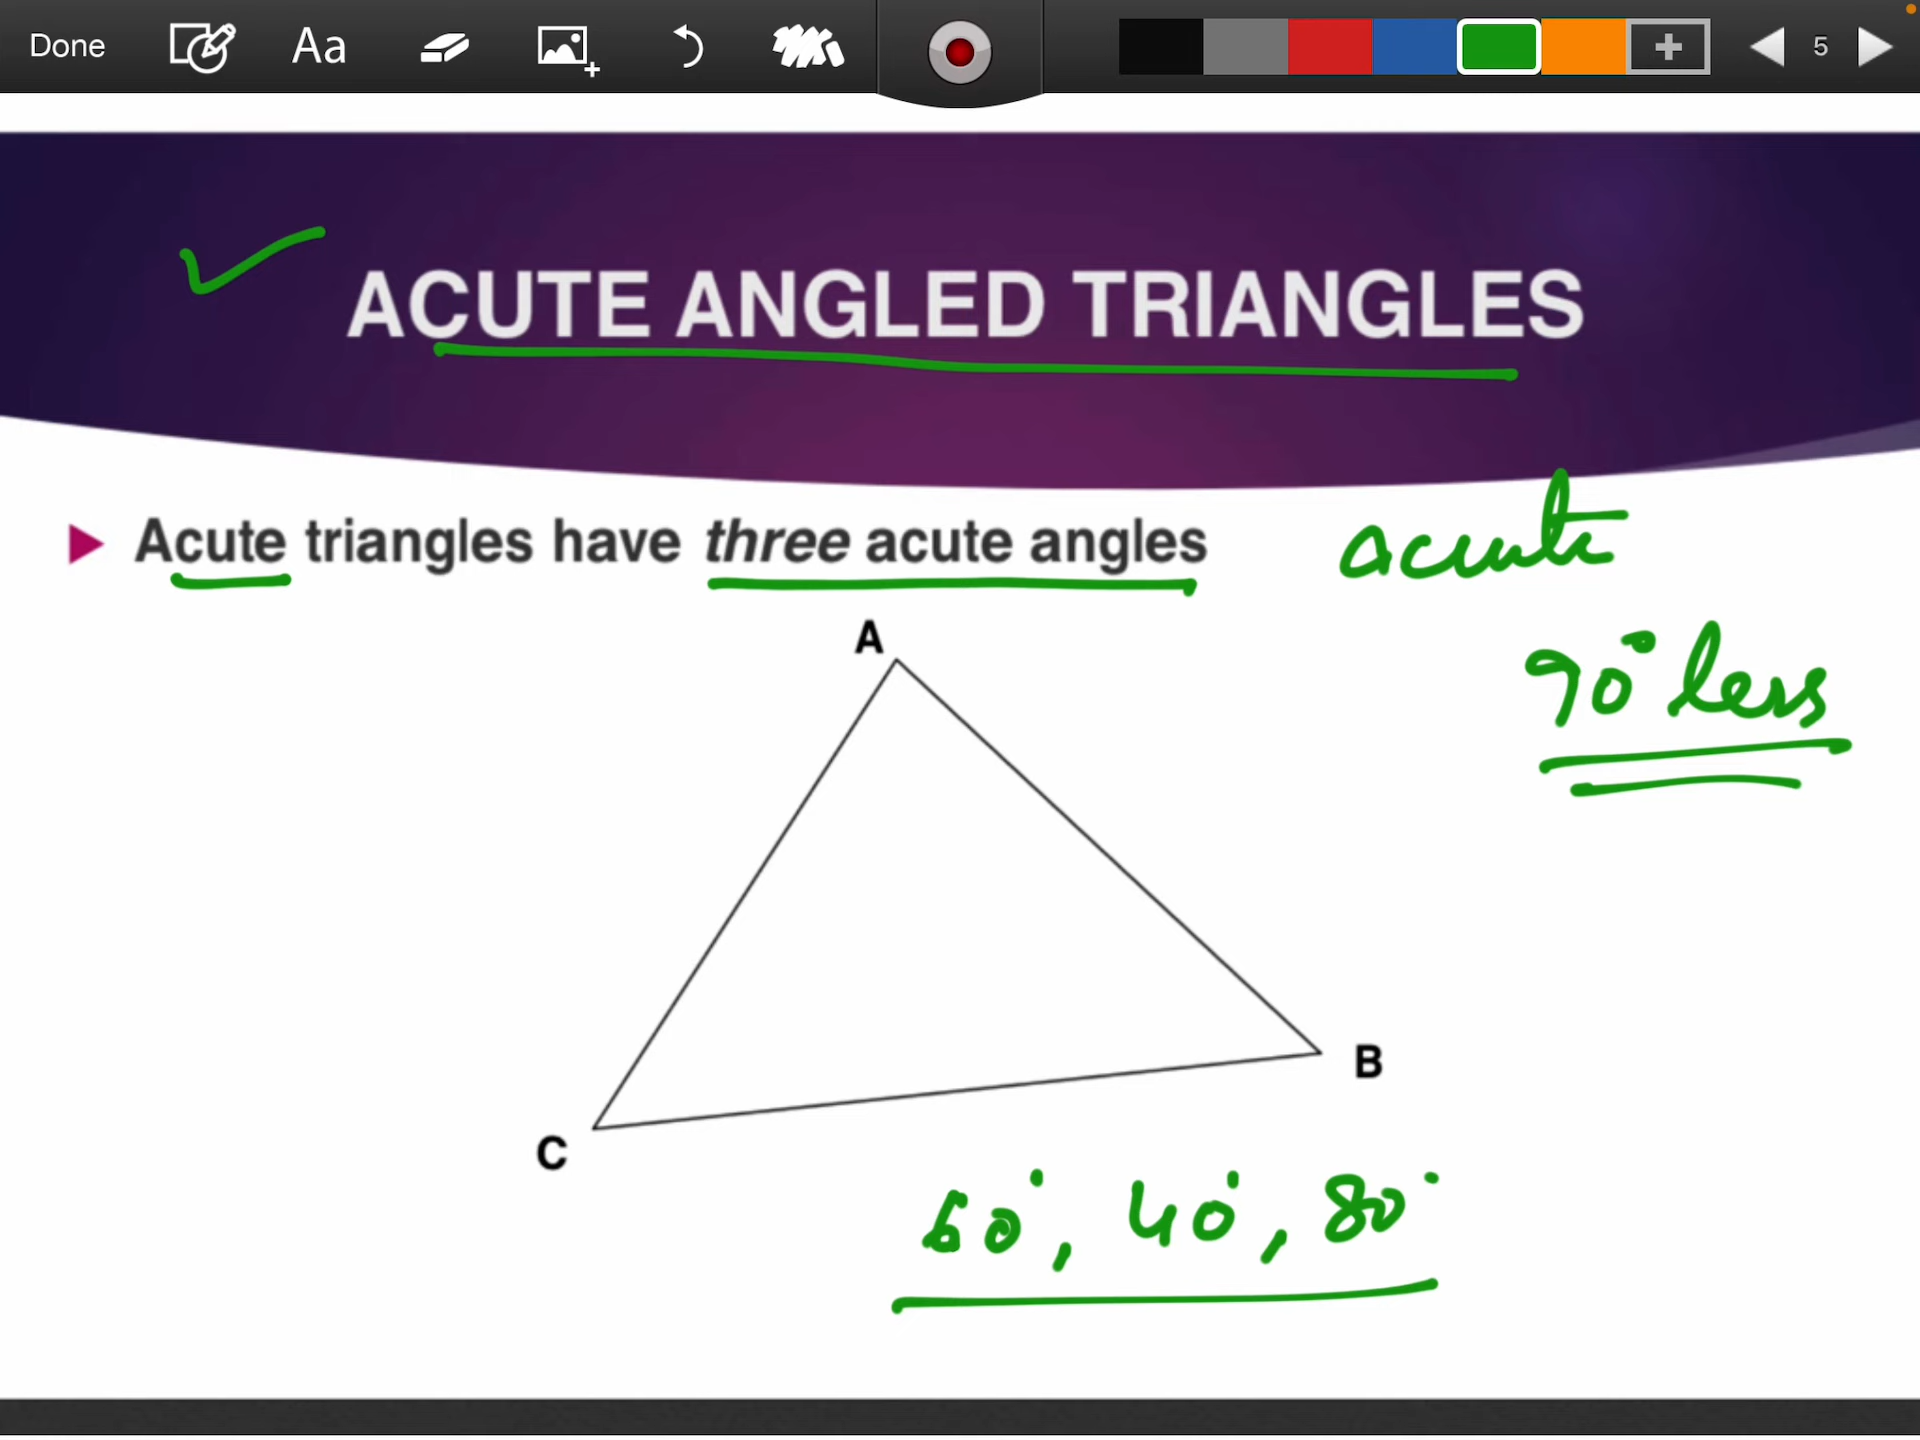 Done Aa 5
ACUTE ANGLED TRIANGLES
Acute triangles have three acute angles
acute
90° less
A
B
C
60°, 40°, 80°